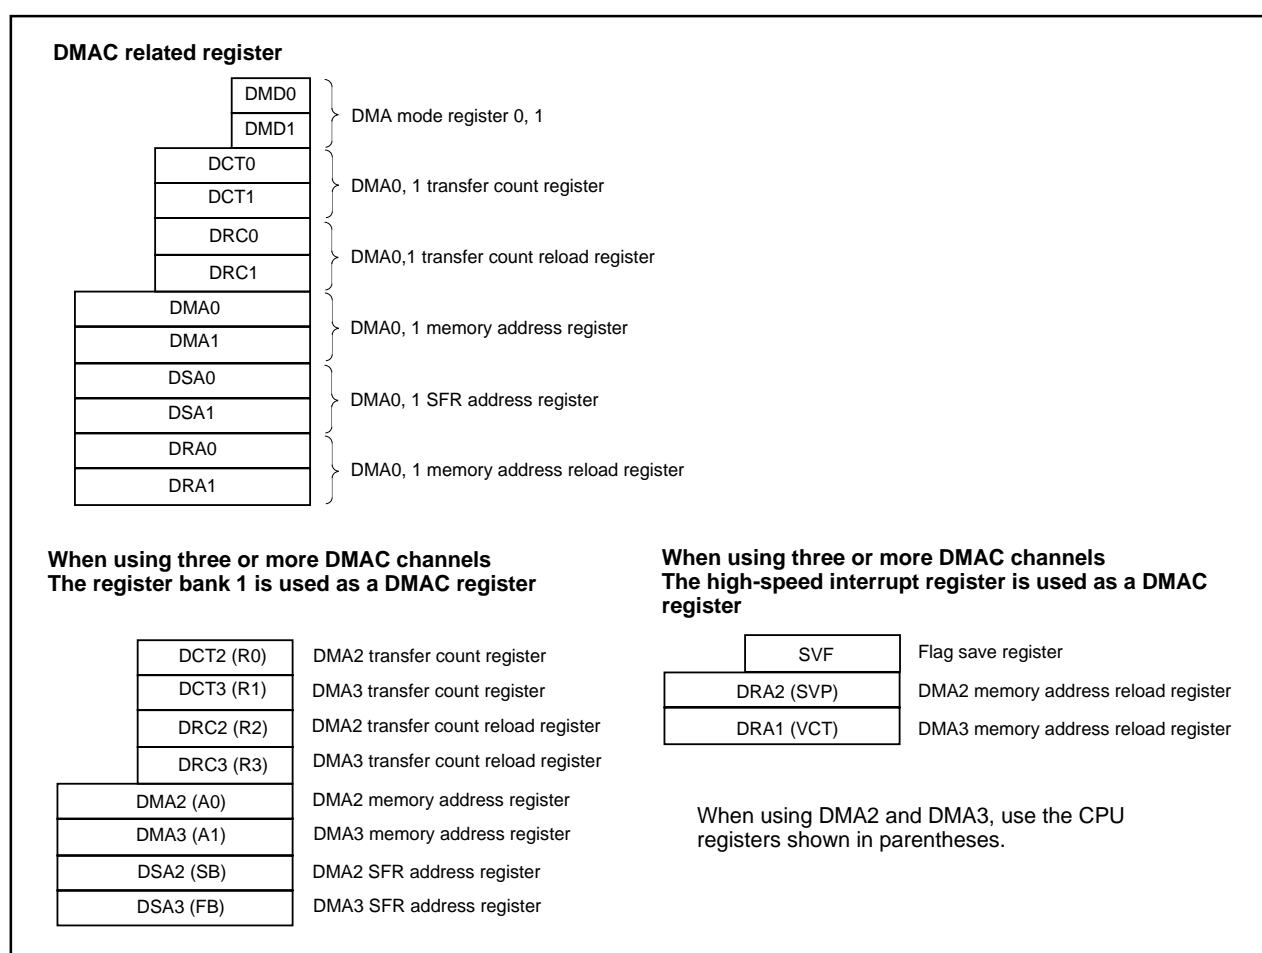 DMAC related register
DMD0
DMD1
DMA mode register 0, 1
DCT0
DCT1
DMA0, 1 transfer count register
DRC0
DRC1
DMA0,1 transfer count reload register
DMA0
DMA1
DMA0, 1 memory address register
DSA0
DSA1
DMA0, 1 SFR address register
DRA0
DRA1
DMA0, 1 memory address reload register
When using three or more DMAC channels
The register bank 1 is used as a DMAC register
DCT2 (R0) DMA2 transfer count register
DCT3 (R1) DMA3 transfer count register
DRC2 (R2) DMA2 transfer count reload register
DRC3 (R3) DMA3 transfer count reload register
DMA2 (A0) DMA2 memory address register
DMA3 (A1) DMA3 memory address register
DSA2 (SB) DMA2 SFR address register
DSA3 (FB) DMA3 SFR address register
When using three or more DMAC channels
The high-speed interrupt register is used as a DMAC
register
SVF Flag save register
DRA2 (SVP) DMA2 memory address reload register
DRA1 (VCT) DMA3 memory address reload register
When using DMA2 and DMA3, use the CPU
registers shown in parentheses.